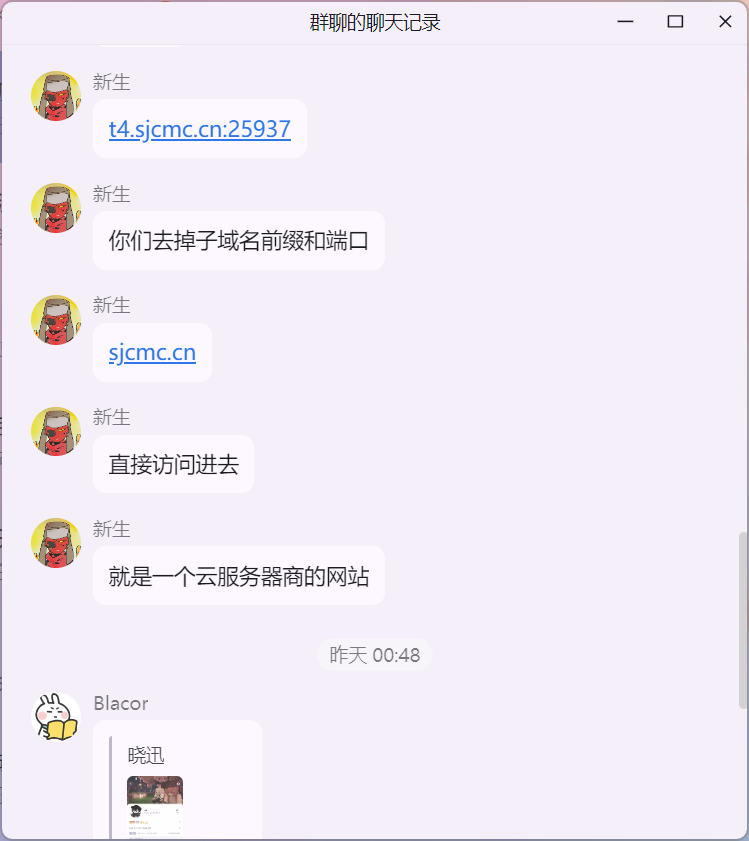 群聊的聊天记录
新生
t4.sjcmc.cn:25937
新生
你们去掉子域名前缀和端口
新生
sjcmc.cn
新生
直接访问进去
新生
就是一个云服务器商的网站
昨天 00:48
Blacor
晓迅